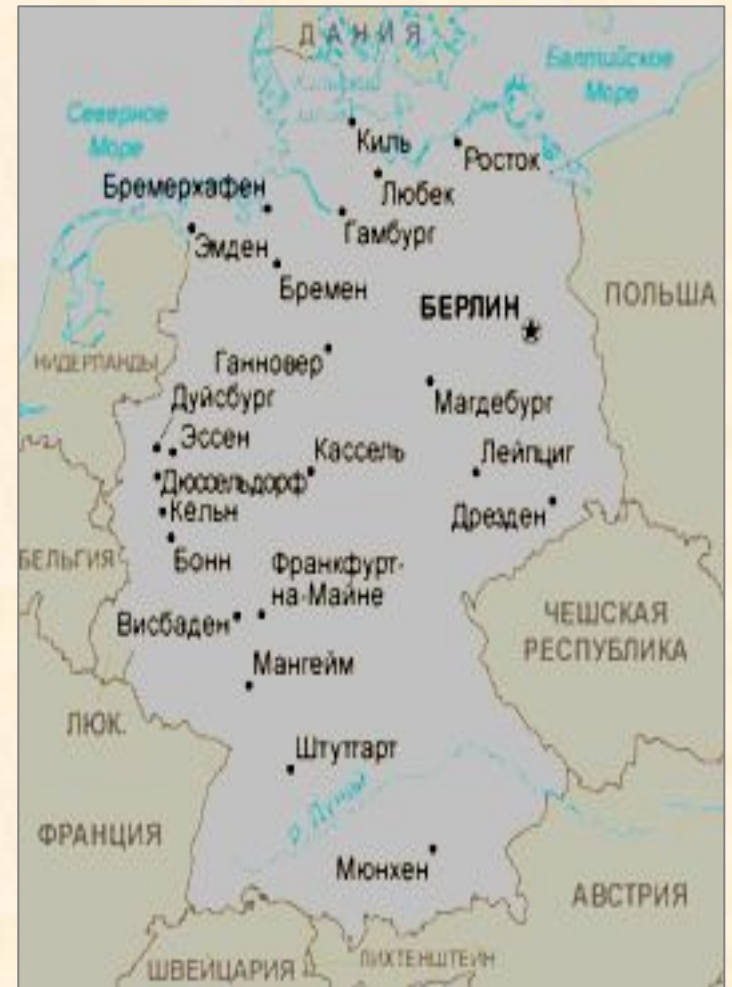 ДАНИЯ
Балтийское
Море
Северное
Море
Кильский
Киль
Росток
Бремерхафен
Любек
Гамбург
Эмден
Бремен
ПОЛЬША
БЕРЛИН
НИДЕРЛАНДЫ
Ганновер
Магдебург
Дуйсбург
Эссен
Кассель
Лейпциг
Дюссельдорф
Кёльн
Дрезден
БЕЛЬГИЯ
Бонн
Франкфурт-
на-Майне
Висбаден
ЧЕШСКАЯ
РЕСПУБЛИКА
Мангейм
ЛЮК.
Штутгарт
р. Дунай
ФРАНЦИЯ
Мюнхен
АВСТРИЯ
ШВЕЙЦАРИЯ
ЛИХТЕНШТЕЙН